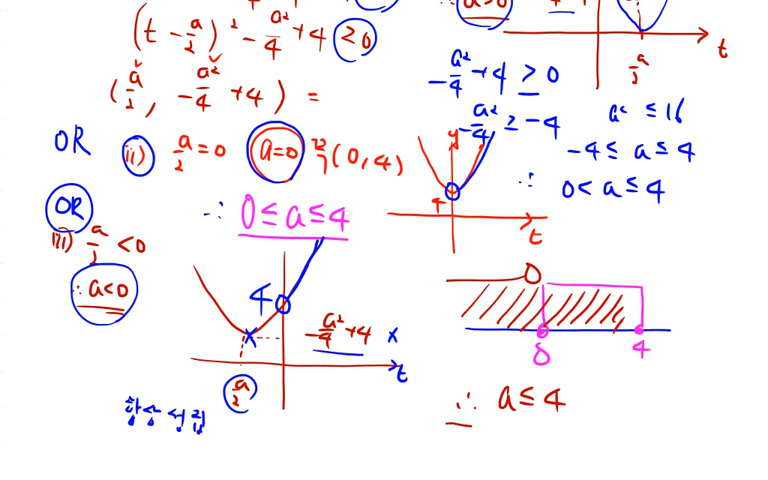 (t - a/2)² - a²/4 + 4 ≥ 0
(a/2, -a²/4 + 4) =
t
a/2
-a²/4 + 4 ≥ 0
-a²/4 ≥ -4
a² ≤ 16
-4 ≤ a ≤ 4
∴ 0 < a ≤ 4
OR ii) a/2 = 0 a=0 (0, 4)
y
4
t
∴ 0 ≤ a ≤ 4
OR
iii) a/2 < 0
∴ a<0
4
-a²/4 + 4 x
t
a/2
항상 성립
0 4
∴ a ≤ 4